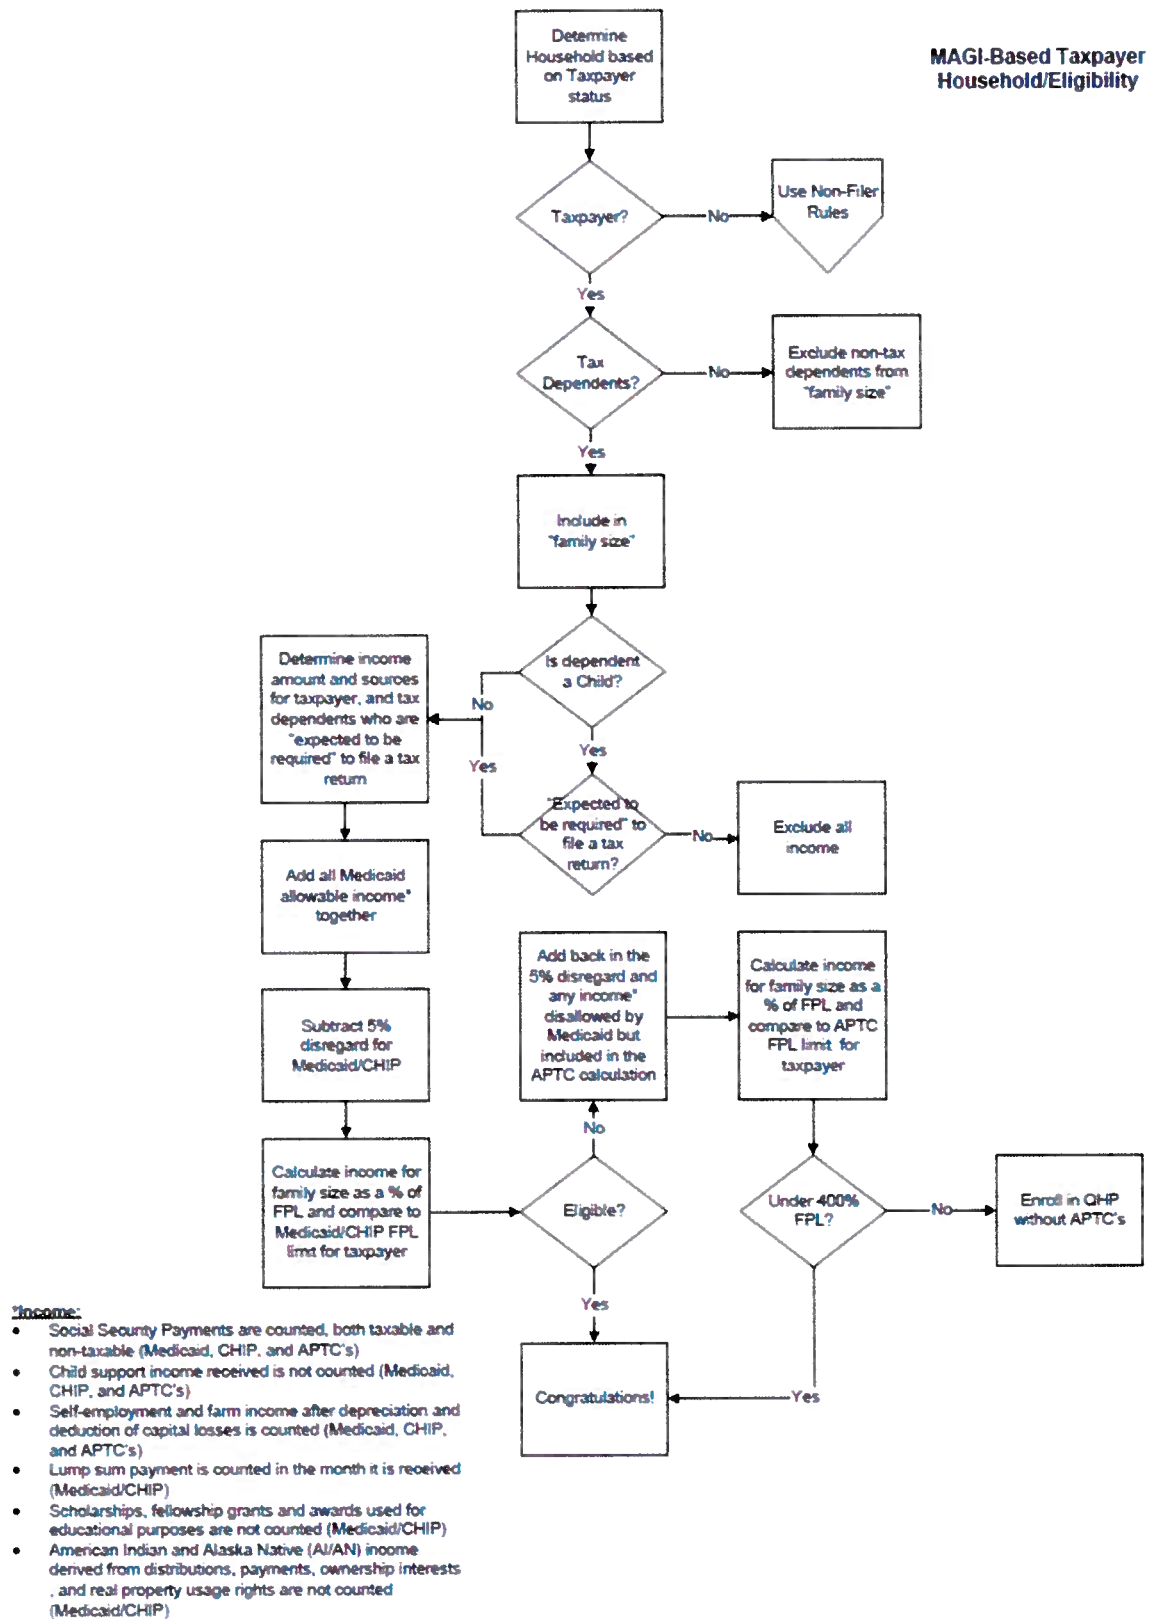 Determine
Household based
on Taxpayer
status
MAGI-Based Taxpayer
Household/Eligibility
Taxpayer?
No
Use Non-Filer
Rules
Yes
Tax
Dependents?
No
Exclude non-tax
dependents from
"family size"
Yes
Include in
"family size"
Is dependent
a Child?
No
Yes
Determine income
amount and sources
for taxpayer, and tax
dependents who are
"expected to be
required" to file a tax
return
Yes
"Expected to
be required" to
file a tax
return?
No
Exclude all
income
Add all Medicaid
allowable income*
together
Subtract 5%
disregard for
Medicaid/CHIP
Calculate income for
family size as a % of
FPL and compare to
Medicaid/CHIP FPL
limit for taxpayer
Eligible?
No
Add back in the
5% disregard and
any income*
disallowed by
Medicaid but
included in the
APTC calculation
Calculate income
for family size as a
% of FPL and
compare to APTC
FPL limit for
taxpayer
Under 400%
FPL?
No
Enroll in QHP
without APTC's
Yes
Yes
Congratulations!
*Income:
• Social Security Payments are counted, both taxable and
non-taxable (Medicaid, CHIP, and APTC's)
• Child support income received is not counted (Medicaid,
CHIP, and APTC's)
• Self-employment and farm income after depreciation and
deduction of capital losses is counted (Medicaid, CHIP,
and APTC's)
• Lump sum payment is counted in the month it is received
(Medicaid/CHIP)
• Scholarships, fellowship grants and awards used for
educational purposes are not counted (Medicaid/CHIP)
• American Indian and Alaska Native (AI/AN) income
derived from distributions, payments, ownership interests
, and real property usage rights are not counted
(Medicaid/CHIP)